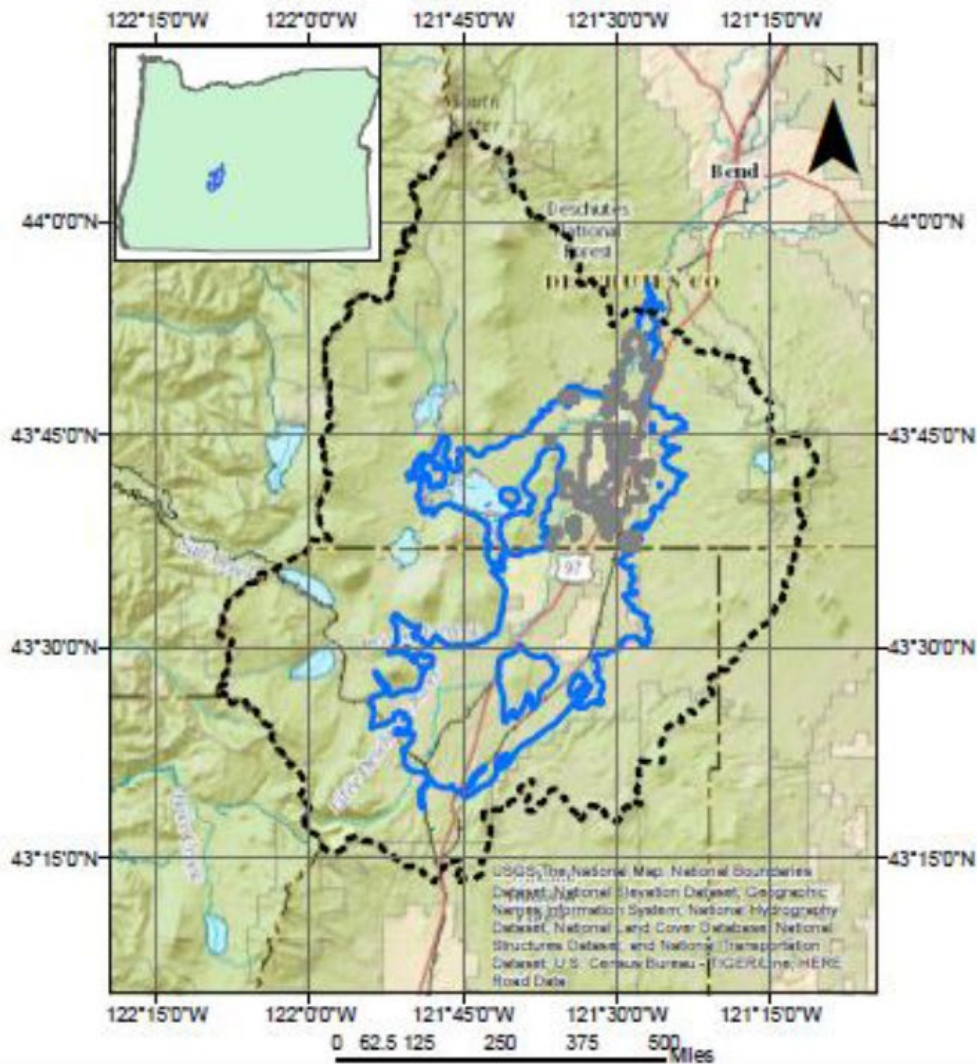 122°15'0"W 122°0'0"W 121°45'0"W 121°30'0"W 121°15'0"W
N
South
Sister
Bend
44°0'0"N 44°0'0"N
Deschutes
National
Forest
DESCHUTES CO
43°45'0"N 43°45'0"N
97
43°30'0"N 43°30'0"N
43°15'0"N 43°15'0"N
USGS The National Map: National Boundaries
Dataset, National Elevation Dataset, Geographic
Names Information System, National Hydrography
Dataset, National Land Cover Database, National
Structures Dataset, and National Transportation
Dataset; U.S. Census Bureau - TIGER/Line; HERE
Road Data
122°15'0"W 122°0'0"W 121°45'0"W 121°30'0"W 121°15'0"W
0 62.5 125 250 375 500
Miles